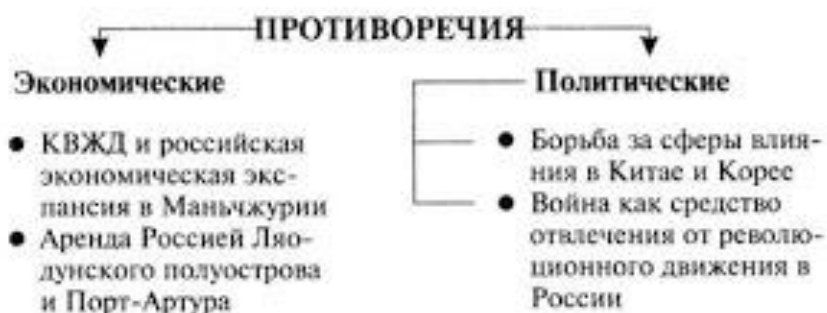 ПРОТИВОРЕЧИЯ
Экономические
● КВЖД и российская
экономическая экс-
пансия в Маньчжурии
● Аренда Россией Ляо-
дунского полуострова
и Порт-Артура
Политические
● Борьба за сферы влия-
ния в Китае и Корее
● Война как средство
отвлечения от револю-
ционного движения в
России